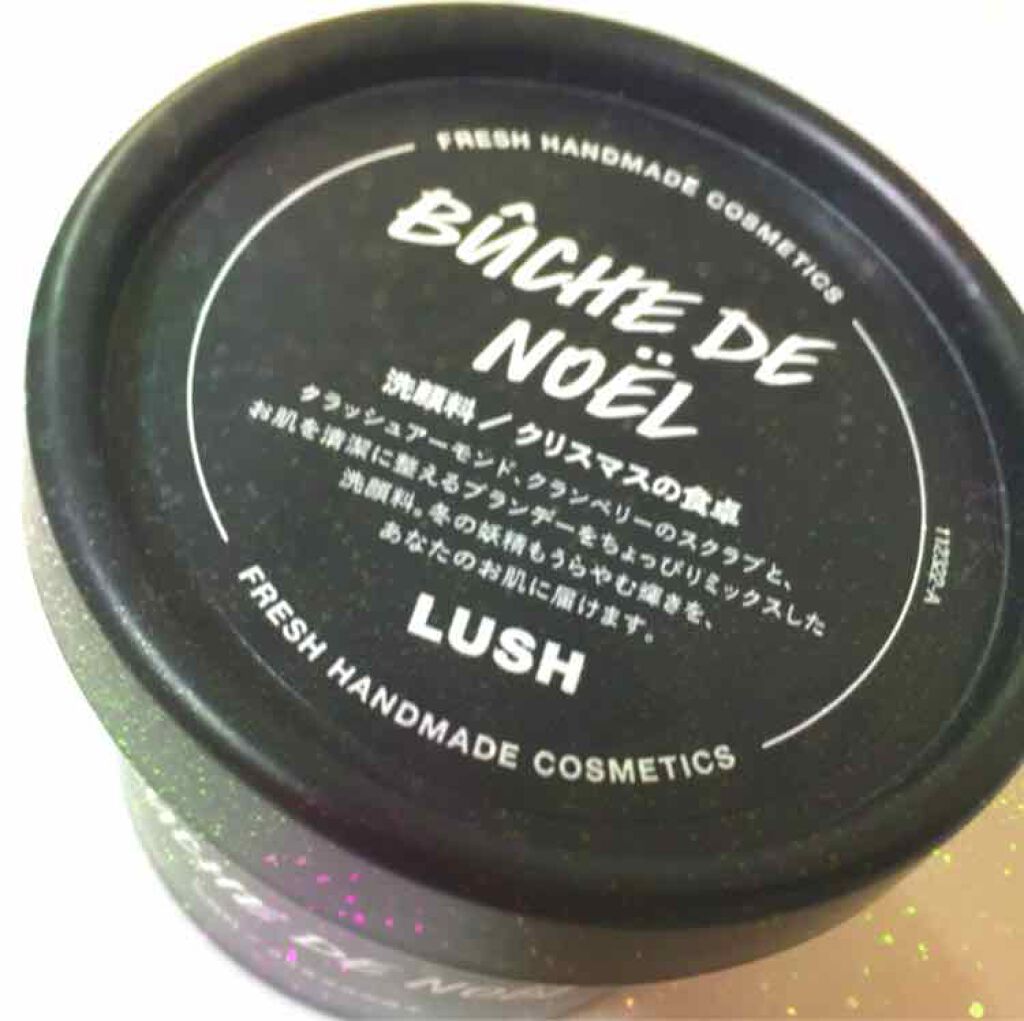 FRESH HANDMADE COSMETICS
BÛCHE DE
NOËL
洗顔料/クリスマスの食卓
クラッシュアーモンド、クランベリーのスクラブと、
お肌を清潔に整えるブランデーをちょっぴりミックスした
洗顔料。冬の妖精もうらやむ輝きを、
あなたのお肌に届けます。
LUSH
FRESH HANDMADE COSMETICS
112322-A
BÛCHE DE NOËL